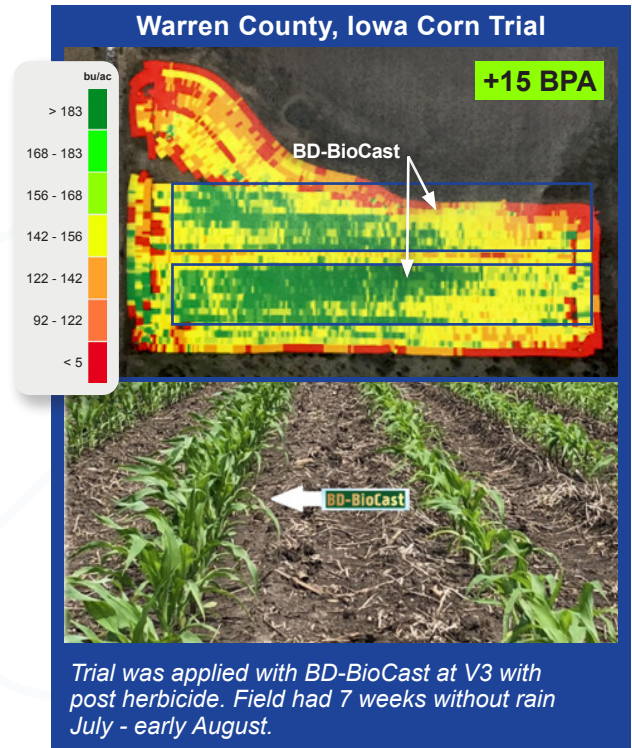 Warren County, Iowa Corn Trial
+15 BPA
bu/ac
> 183
168 - 183
156 - 168
142 - 156
122 - 142
92 - 122
< 5
BD-BioCast
BD-BioCast
Trial was applied with BD-BioCast at V3 with
post herbicide. Field had 7 weeks without rain
July - early August.